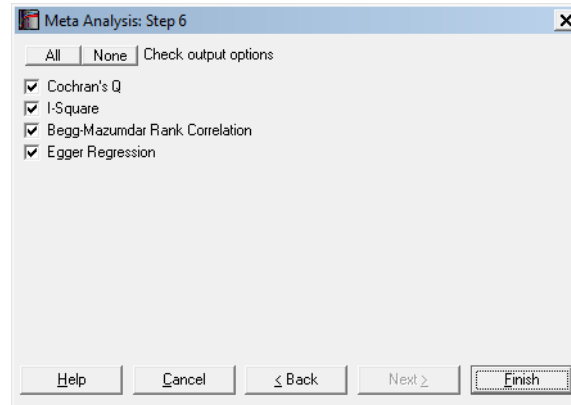 Meta Analysis: Step 6
All None Check output options
Cochran's Q
I-Square
Begg-Mazumdar Rank Correlation
Egger Regression
Help Cancel < Back Next > Finish